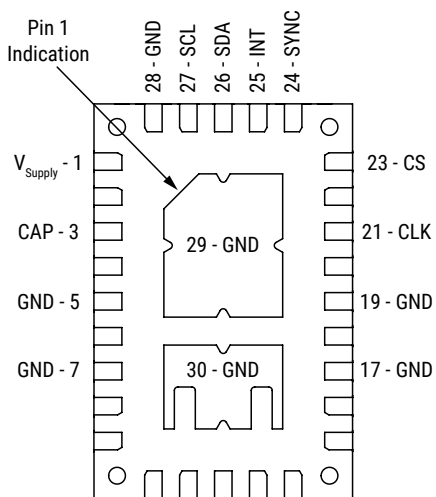 Pin 1
Indication
28 - GND
27 - SCL
26 - SDA
25 - INT
24 - SYNC
VSupply - 1
23 - CS
CAP - 3
21 - CLK
29 - GND
GND - 5
19 - GND
GND - 7
30 - GND
17 - GND